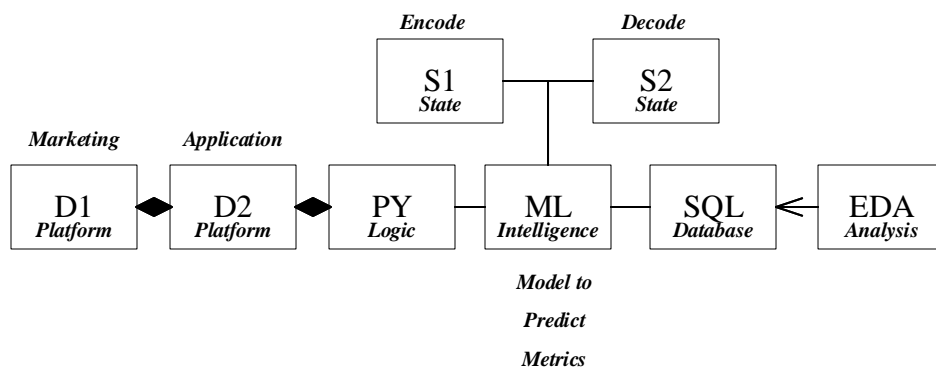 Encode
Decode
S1
State
S2
State
Marketing
Application
D1
Platform
D2
Platform
PY
Logic
ML
Intelligence
SQL
Database
EDA
Analysis
Model to
Predict
Metrics